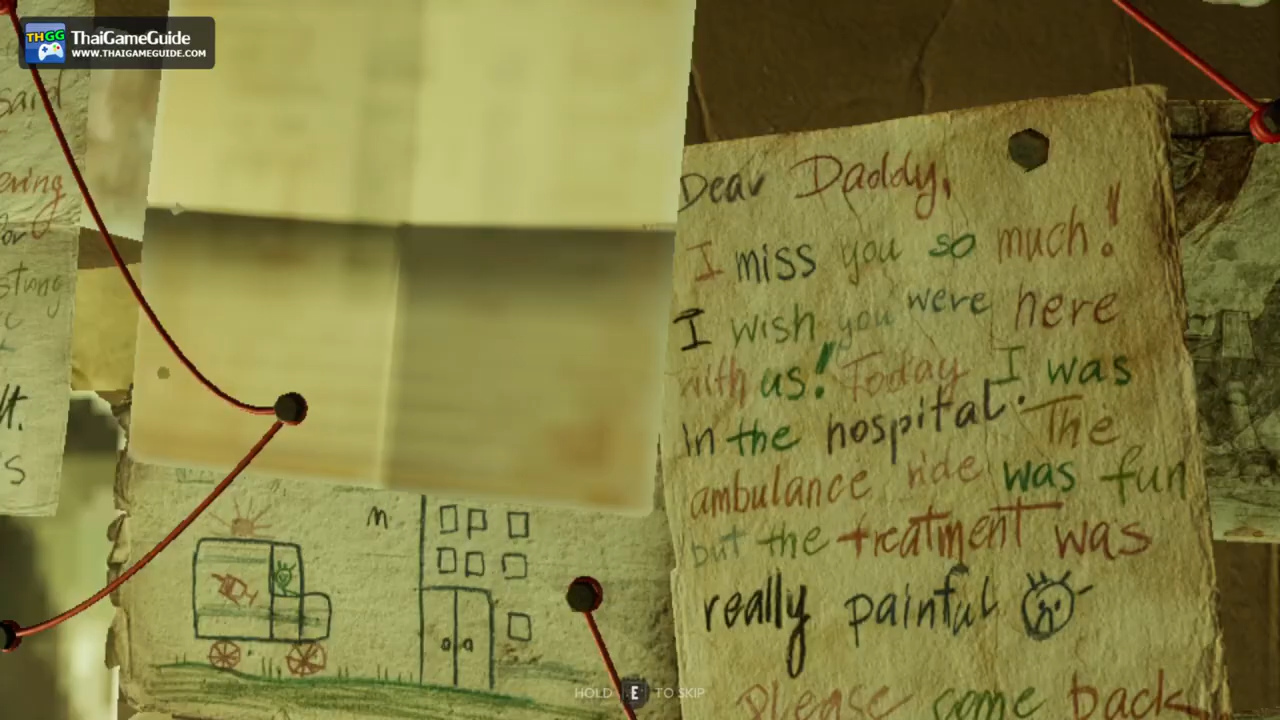 THGG
ThaiGameGuide
WWW.THAIGAMEGUIDE.COM
Dear Daddy,
I miss you so much!
I wish you were here
with us! Today I was
in the hospital. The
ambulance ride was fun
but the treatment was
really painful
please come back
HOLD E TO SKIP